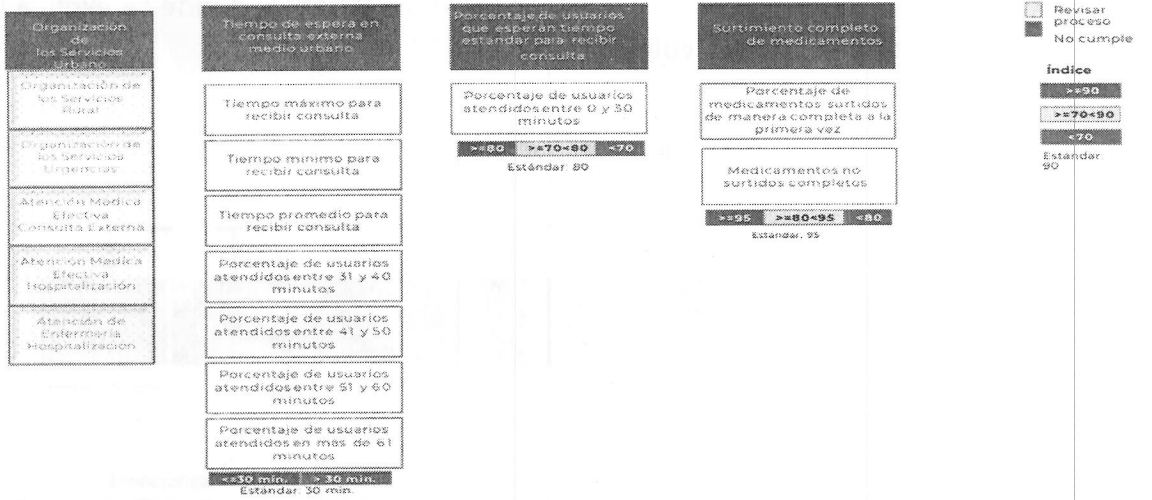 Organización
de
los Servicios
Urbano
Organización de
los Servicios
Rural
Organización de
los Servicios
Urgencias
Atención Médica
Efectiva
Consulta Externa
Atención Medica
Efectiva
Hospitalización
Atención de
Enfermería
Hospitalización
Tiempo de espera en
consulta externa
medio urbano
Tiempo máximo para
recibir consulta
Tiempo mínimo para
recibir consulta
Tiempo promedio para
recibir consulta
Porcentaje de usuarios
atendidos entre 31 y 40
minutos
Porcentaje de usuarios
atendidos entre 41 y 50
minutos
Porcentaje de usuarios
atendidos entre 51 y 60
minutos
Porcentaje de usuarios
atendidos en más de 61
minutos
<=30 min. > 30 min.
Estándar: 30 min.
Porcentaje de usuarios
que esperan tiempo
estándar para recibir
consulta
Porcentaje de usuarios
atendidos entre 0 y 30
minutos
>=80 >=70<80 <70
Estándar: 80
Surtimiento completo
de medicamentos
Porcentaje de
medicamentos surtidos
de manera completa a la
primera vez
Medicamentos no
surtidos completos
>=95 >=80<95 <80
Estándar: 95
Revisar
proceso
No cumple
Índice
>=90
>=70<90
<70
Estándar:
90